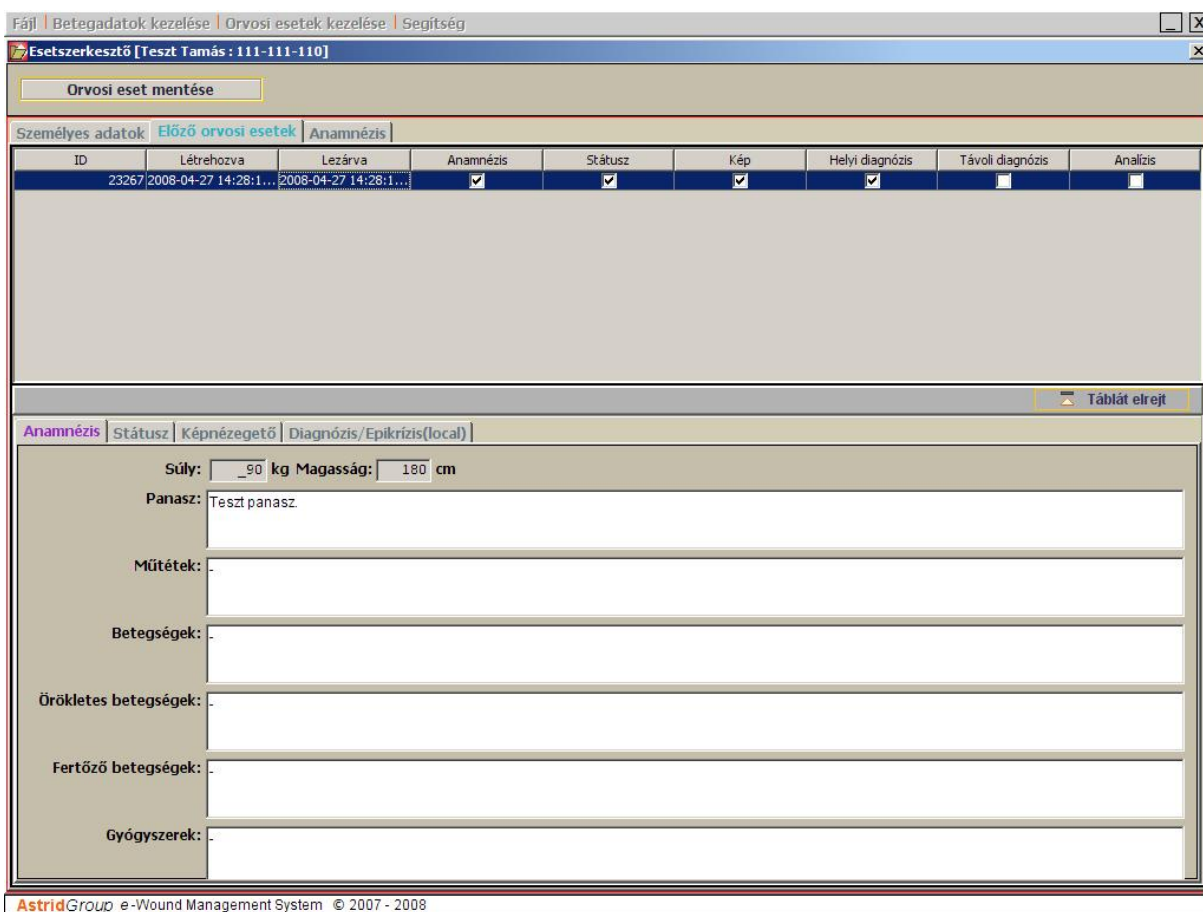 Fájl Betegadatok kezelése Orvosi esetek kezelése Segítség
Esetszerkesztő [Teszt Tamás : 111-111-110]
Orvosi eset mentése
Személyes adatok Előző orvosi esetek Anamnézis
ID Létrehozva Lezárva Anamnézis Státusz Kép Helyi diagnózis Távoli diagnózis Analízis
23267 2008-04-27 14:28:1... 2008-04-27 14:28:1...
Táblát elrejt
Anamnézis Státusz Képnézegető Diagnózis/Epikrízis(local)
Súly: _90 kg Magasság: 180 cm
Panasz: Teszt panasz.
Műtétek: -
Betegségek: -
Örökletes betegségek: -
Fertőző betegségek: -
Gyógyszerek: -
AstridGroup e-Wound Management System © 2007 - 2008